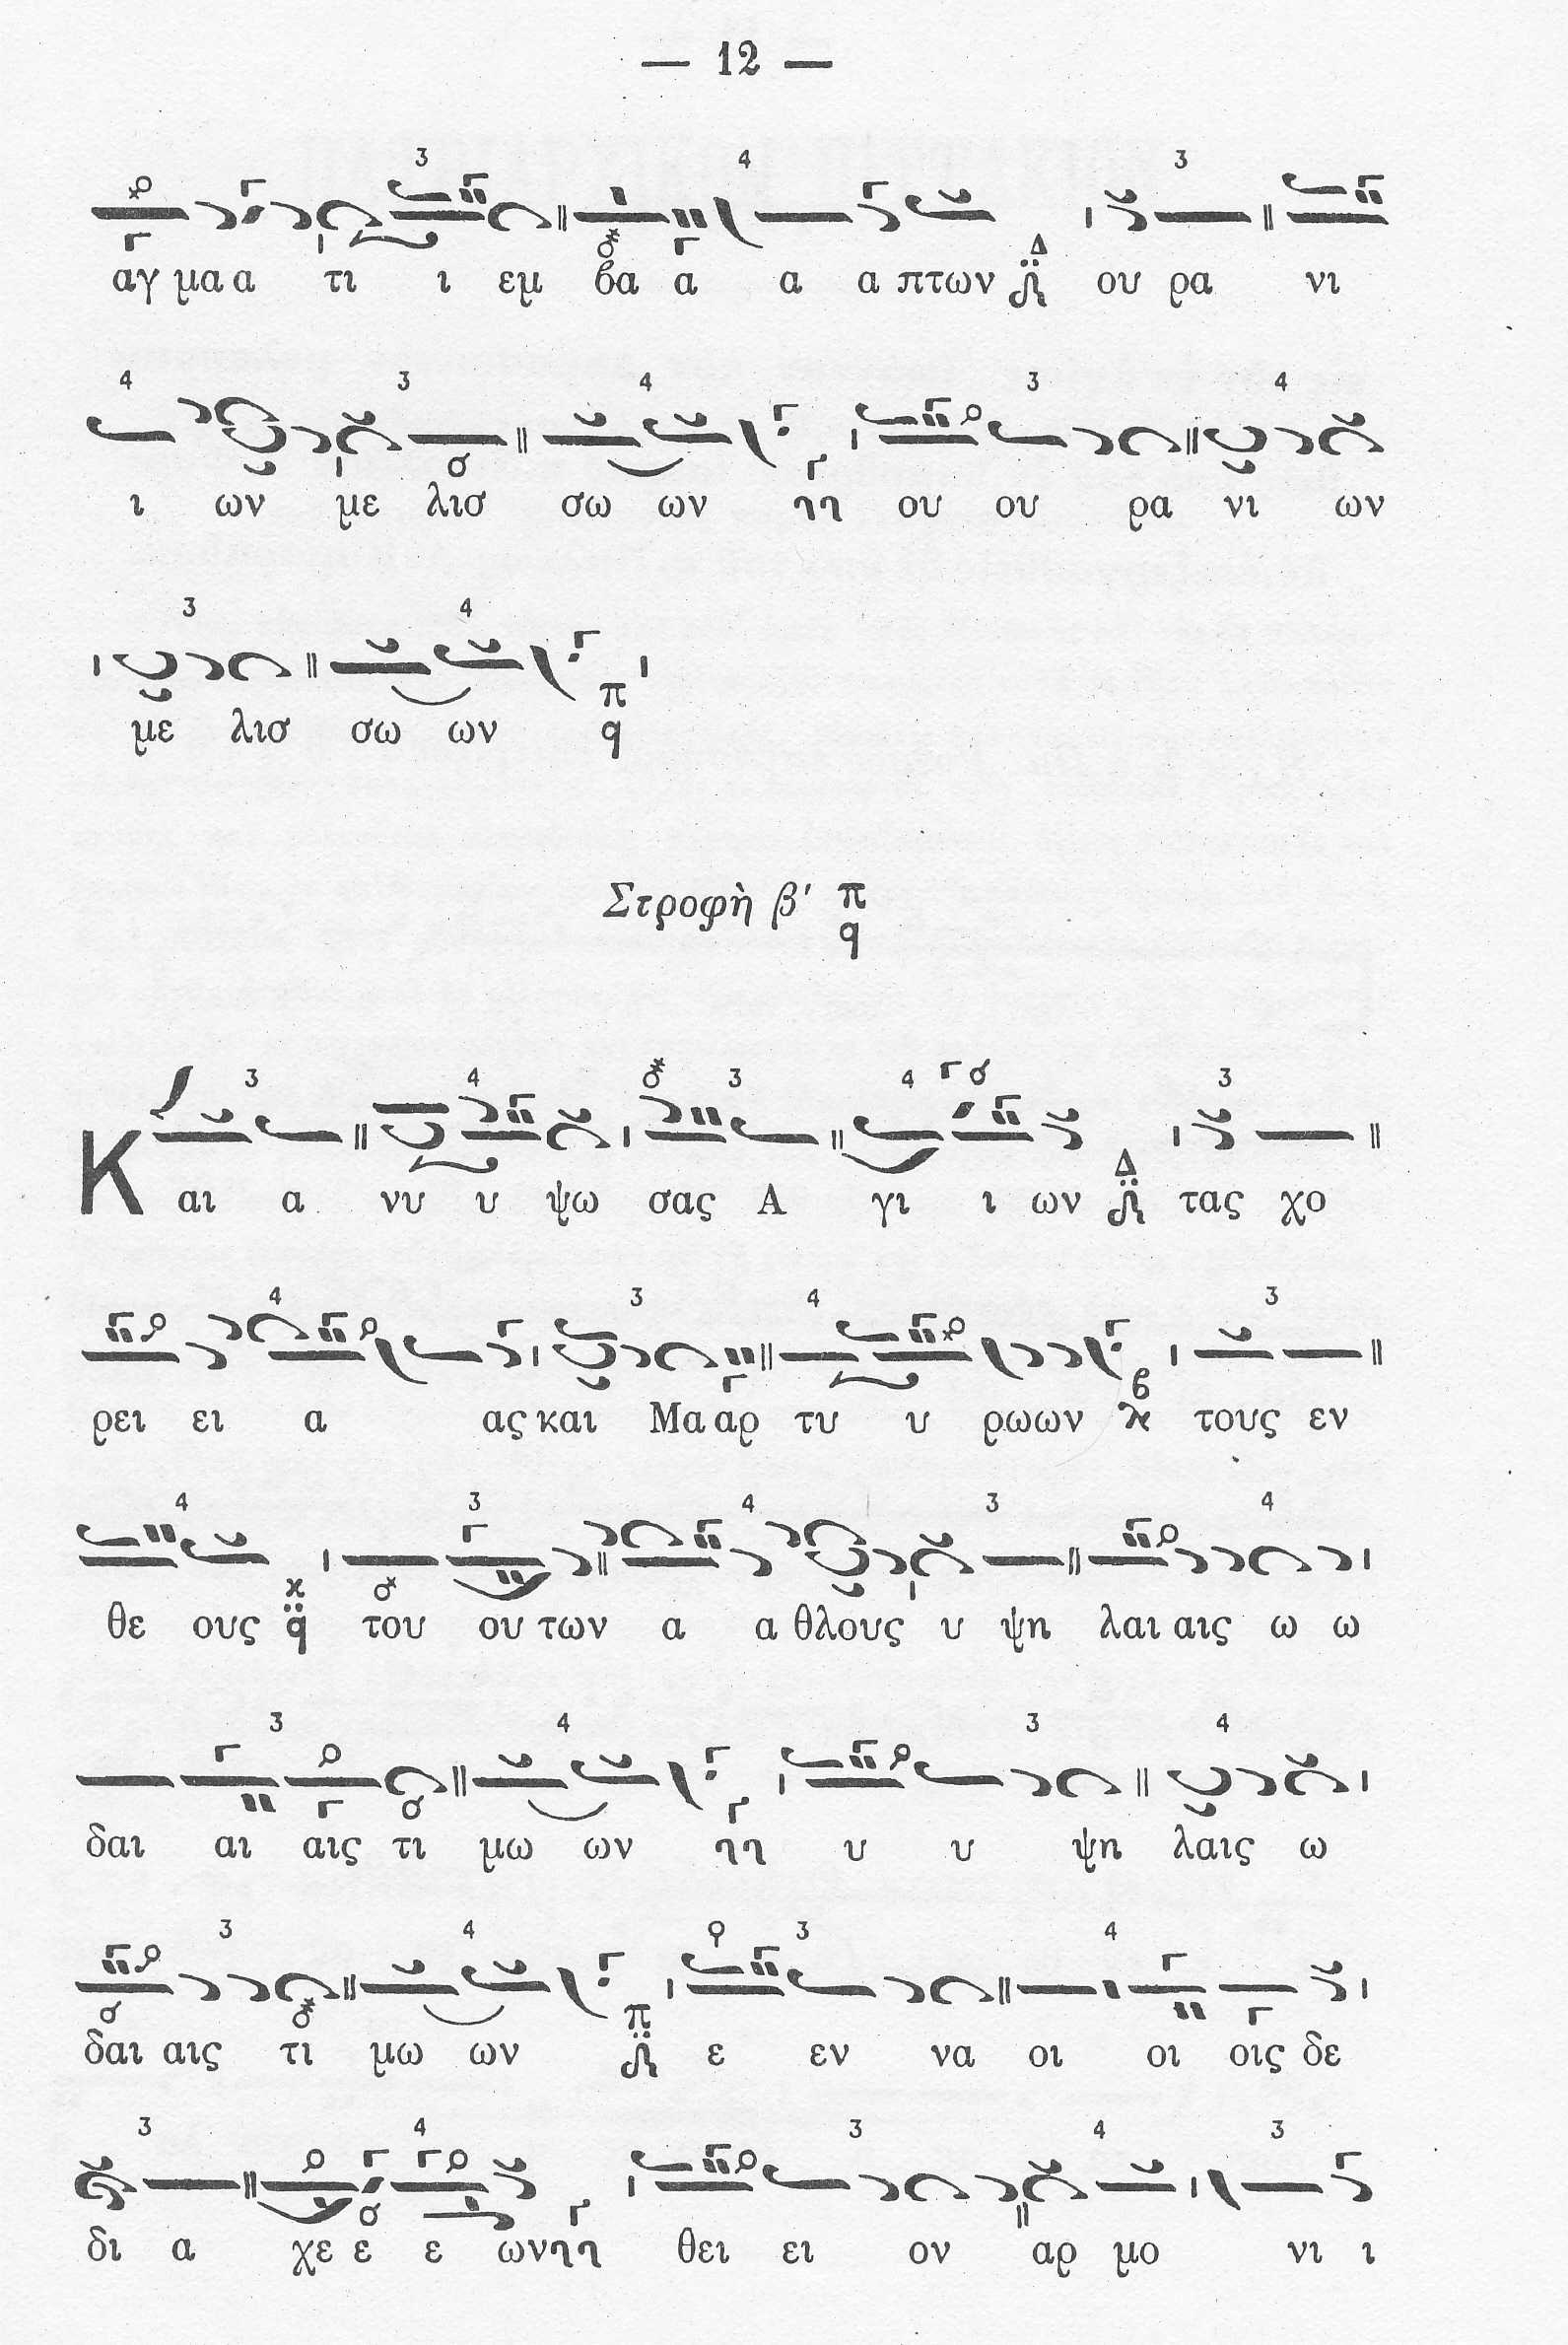 — 12 —
αγ μα α τι ι εμ βα α α α πτων ου ρα νι
ι ων με λισ σω ων ου ου ρα νι ων
με λισ σω ων
Στροφὴ β′
Και α νυ υ ψω σας Α γι ι ων τας χο
ρει ει α ας και Μα αρ τυ υ ρω ων τους εν
θε ους του ου των α α θλους υ ψη λαι αις ω ω
δαι αι αις τι μω ων υ υ ψη λαις ω
δαι αις τι μω ων ε εν να οι οι οις δε
δι α χε ε ε ων θει ει ον αρ μο νι ι